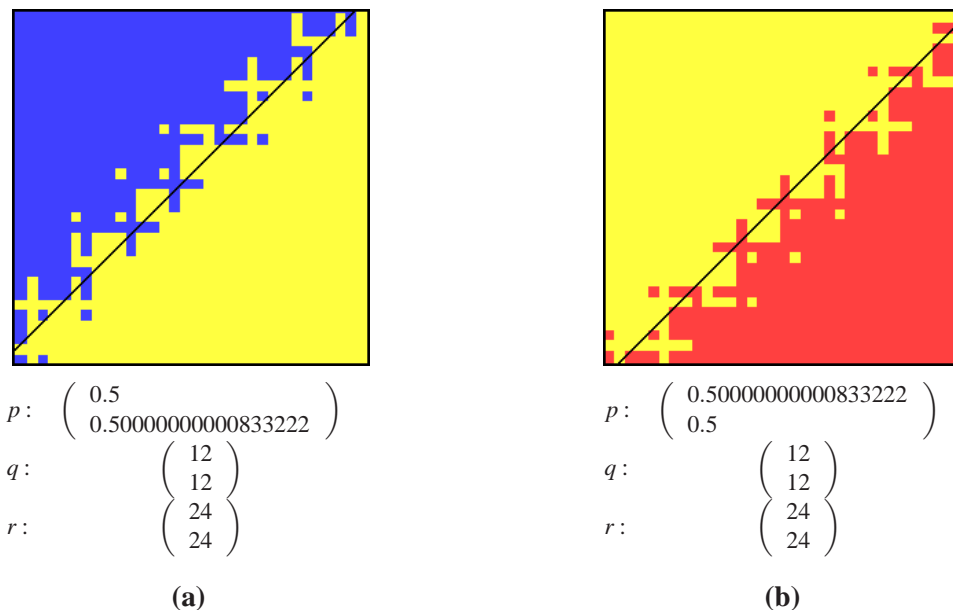 p : ( 0.5 0.50000000000833222 )
q : ( 12 12 )
r : ( 24 24 )
(a)
p : ( 0.50000000000833222 0.5 )
q : ( 12 12 )
r : ( 24 24 )
(b)